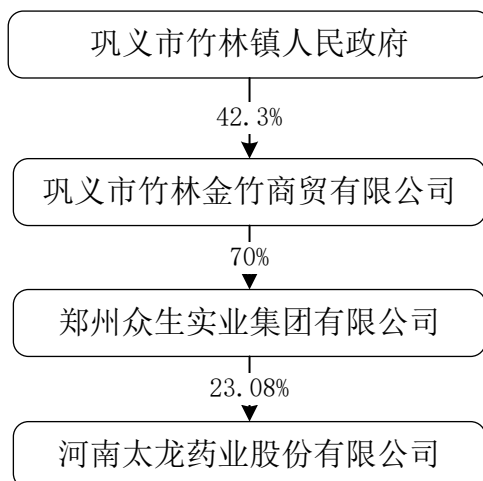 巩义市竹林镇人民政府
42.3%
巩义市竹林金竹商贸有限公司
70%
郑州众生实业集团有限公司
23.08%
河南太龙药业股份有限公司